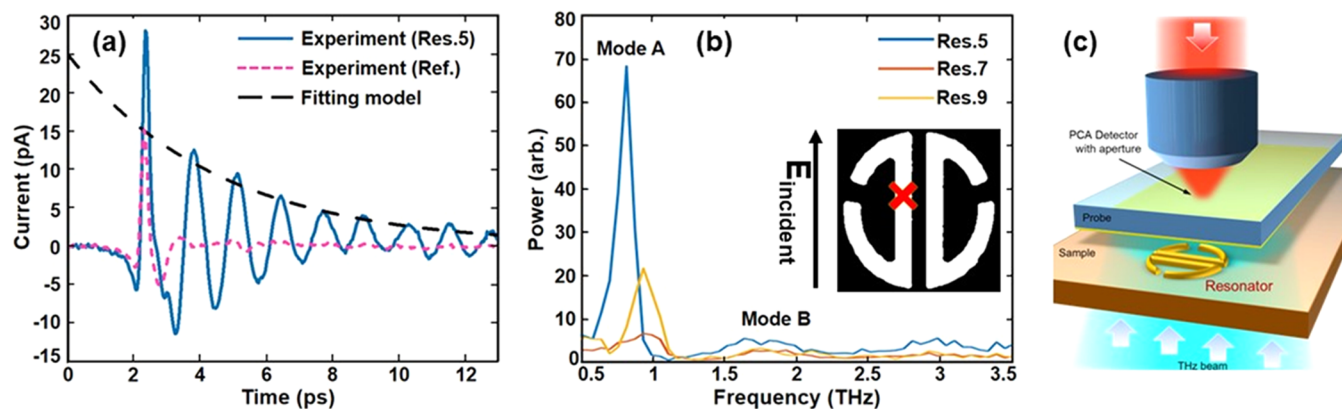 (a)
Experiment (Res.5)
Experiment (Ref.)
Fitting model
Current (pA)
30
25
20
15
10
5
0
-5
-10
-15
0
2
4
6
8
10
12
Time (ps)
(b)
Mode A
Res.5
Res.7
Res.9
Power (arb.)
80
70
60
50
40
30
20
10
0
Eincident
Mode B
0.5
1
1.5
2
2.5
3
3.5
Frequency (THz)
(c)
PCA Detector
with aperture
Probe
Sample
Resonator
THz beam